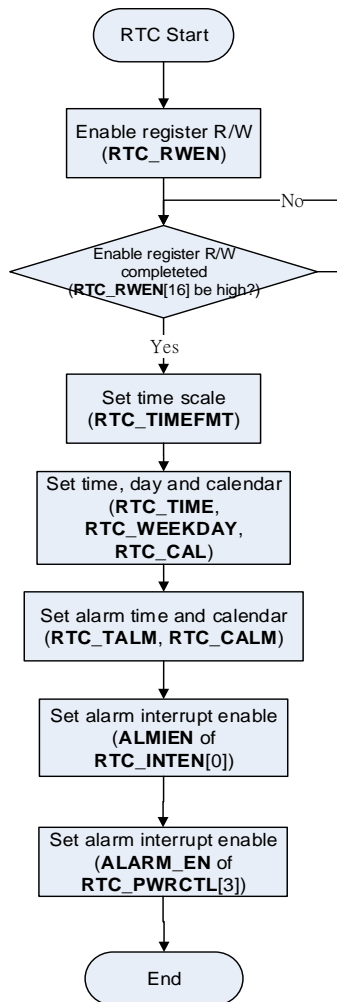 RTC Start
Enable register R/W
(RTC_RWEN)
No
Enable register R/W
completeted
(RTC_RWEN[16] be high?)
Yes
Set time scale
(RTC_TIMEFMT)
Set time, day and calendar
(RTC_TIME,
RTC_WEEKDAY,
RTC_CAL)
Set alarm time and calendar
(RTC_TALM, RTC_CALM)
Set alarm interrupt enable
(ALMIEN of
RTC_INTEN[0])
Set alarm interrupt enable
(ALARM_EN of
RTC_PWRCTL[3])
End